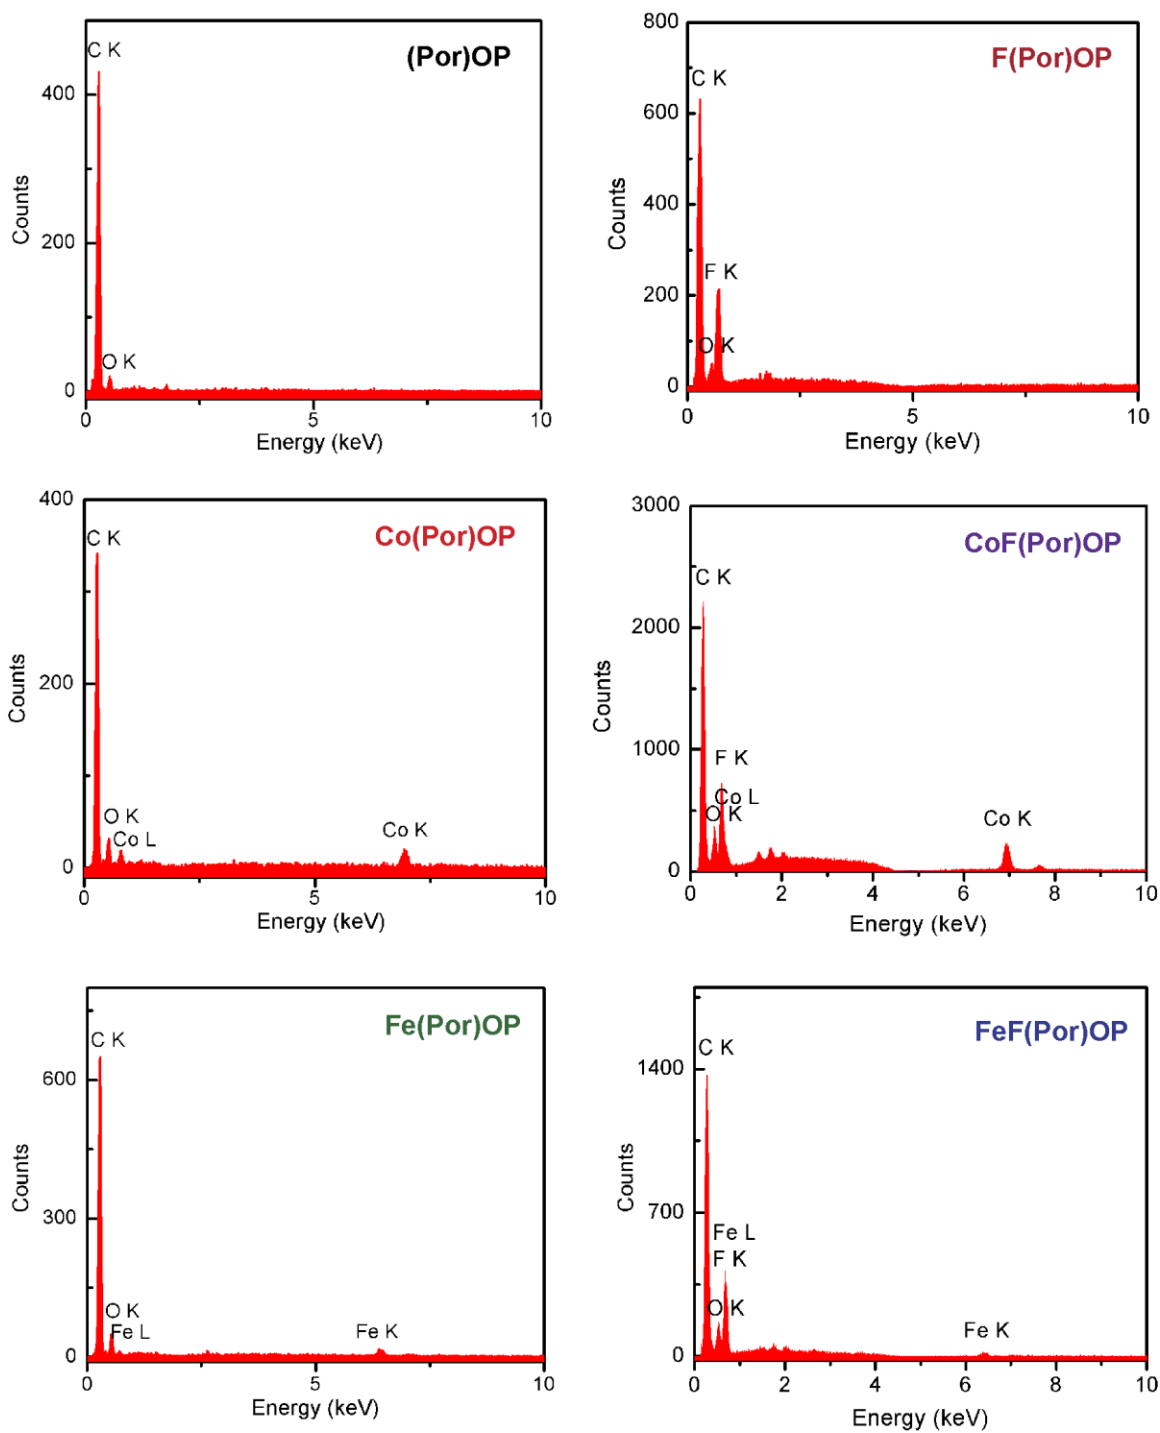 (Por)OP
C K
O K
400
200
0
0
5
10
Counts
Energy (keV)
F(Por)OP
C K
F K
O K
800
600
400
200
0
0
5
10
Counts
Energy (keV)
Co(Por)OP
C K
O K
Co L
Co K
400
200
0
0
5
10
Counts
Energy (keV)
CoF(Por)OP
C K
F K
Co L
O K
Co K
3000
2000
1000
0
0
2
4
6
8
10
Counts
Energy (keV)
Fe(Por)OP
C K
O K
Fe L
Fe K
600
300
0
0
5
10
Counts
Energy (keV)
FeF(Por)OP
C K
Fe L
F K
O K
Fe K
1400
700
0
0
2
4
6
8
10
Counts
Energy (keV)